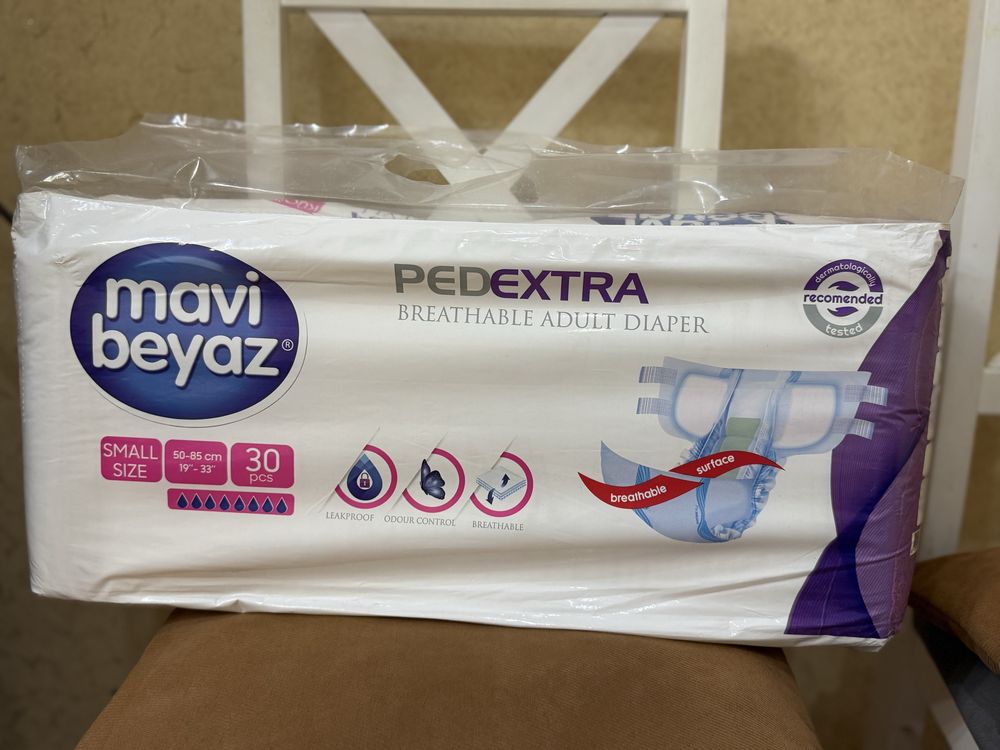 mavi
beyaz®
PEDEXTRA
BREATHABLE ADULT DIAPER
dermatologically
recomended
tested
SMALL
SIZE
50-85 cm
19"- 33"
30
pcs
LEAKPROOF
ODOUR CONTROL
BREATHABLE
breathable
surface